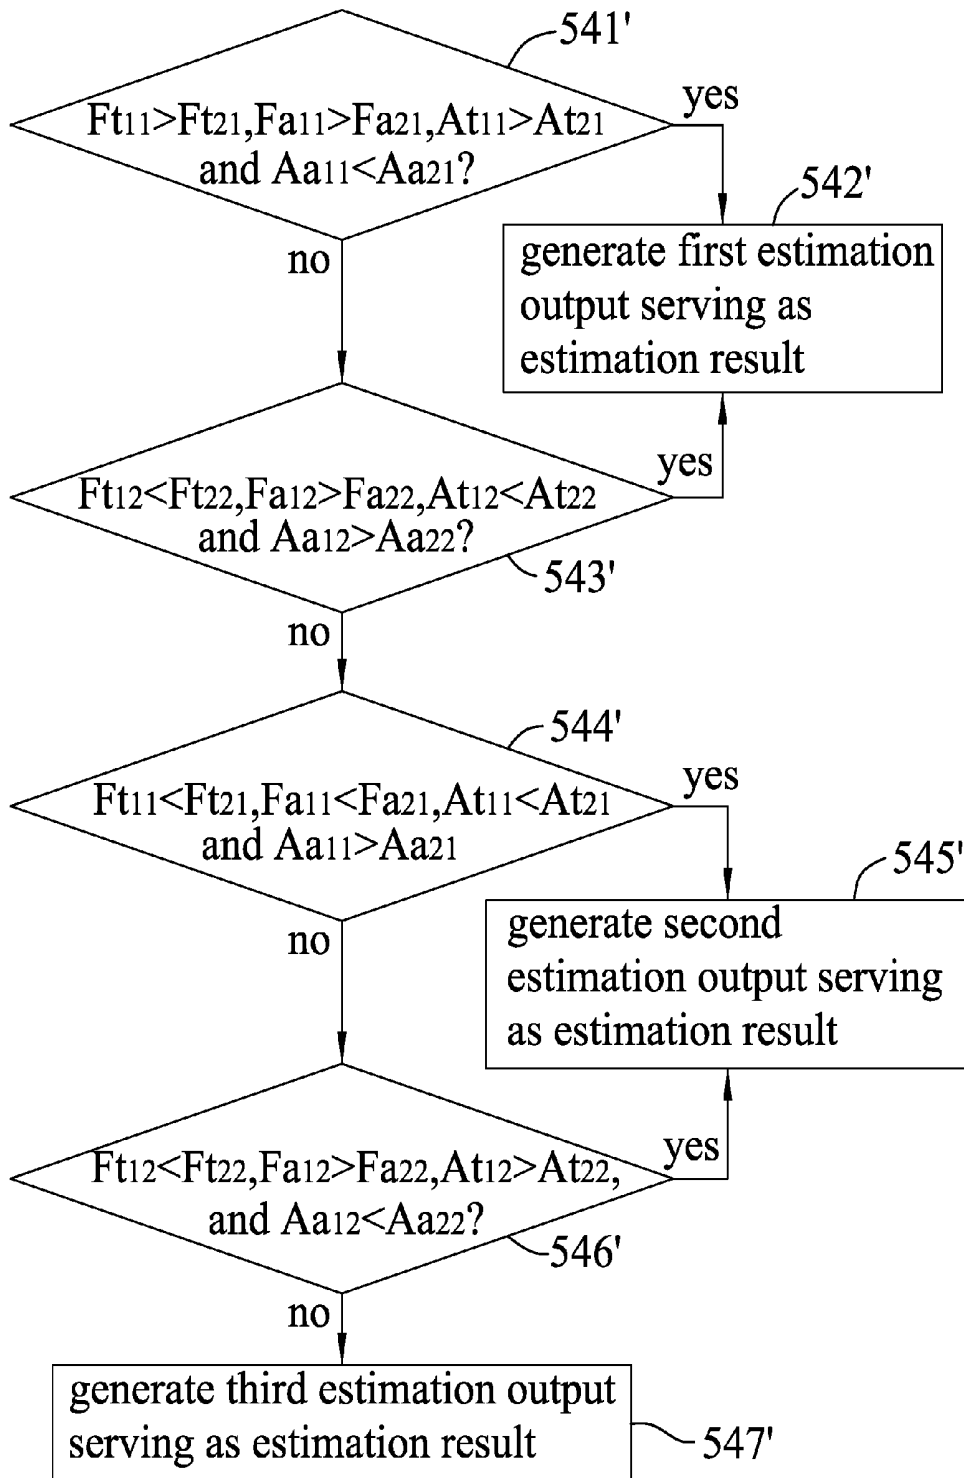 541'
Ft11>Ft21,Fa11>Fa21,At11>At21
and Aa11<Aa21?
yes
no
542'
generate first estimation
output serving as
estimation result
Ft12<Ft22,Fa12>Fa22,At12<At22
and Aa12>Aa22?
yes
543'
no
544'
Ft11<Ft21,Fa11<Fa21,At11<At21
and Aa11>Aa21
yes
no
545'
generate second
estimation output serving
as estimation result
Ft12<Ft22,Fa12>Fa22,At12>At22,
and Aa12<Aa22?
yes
546'
no
generate third estimation output
serving as estimation result
547'